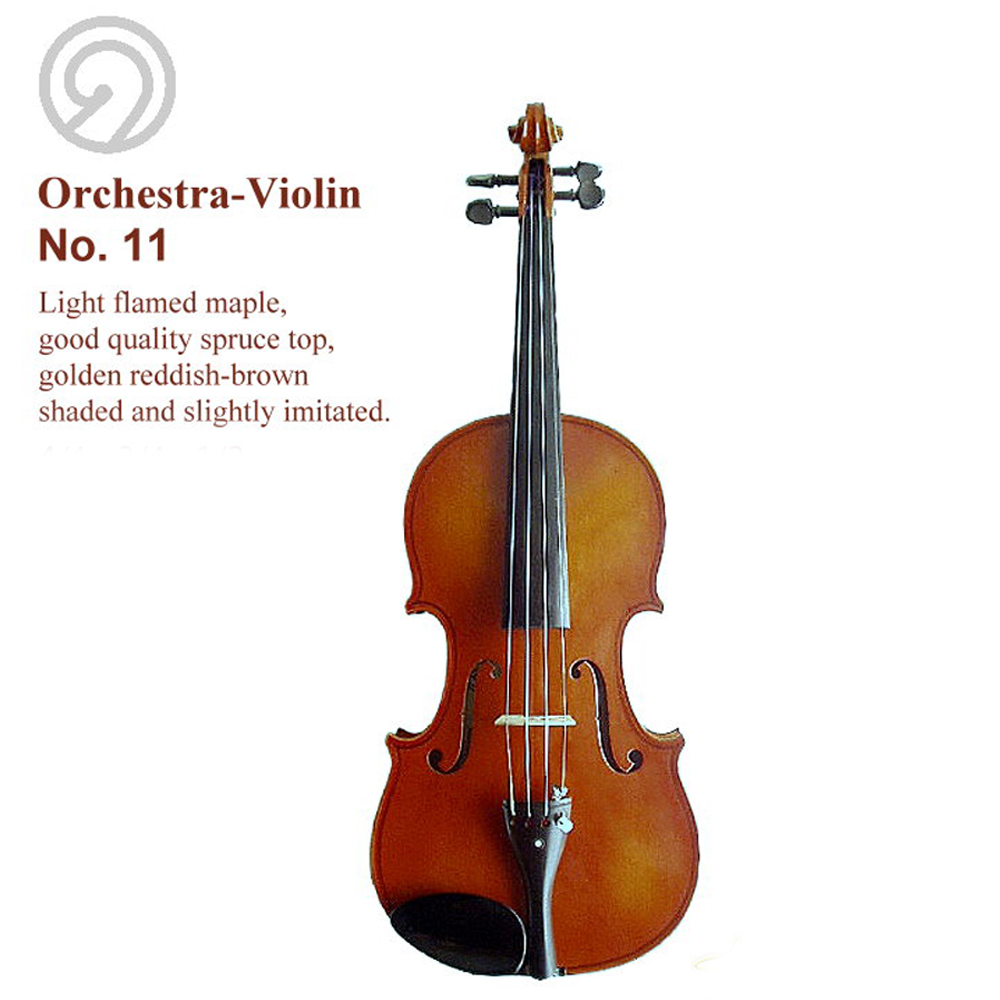 Orchestra-Violin
No. 11
Light flamed maple,
good quality spruce top,
golden reddish-brown
shaded and slightly imitated.